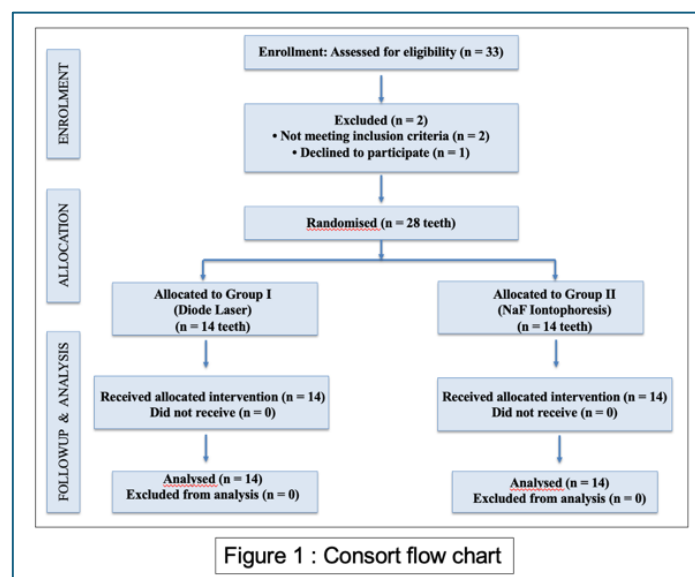 ENROLMENT
Enrollment: Assessed for eligibility (n = 33)
Excluded (n = 2)
• Not meeting inclusion criteria (n = 2)
• Declined to participate (n = 1)
ALLOCATION
Randomised (n = 28 teeth)
Allocated to Group I
(Diode Laser)
(n = 14 teeth)
Allocated to Group II
(NaF Iontophoresis)
(n = 14 teeth)
FOLLOWUP & ANALYSIS
Received allocated intervention (n = 14)
Did not receive (n = 0)
Received allocated intervention (n = 14)
Did not receive (n = 0)
Analysed (n = 14)
Excluded from analysis (n = 0)
Analysed (n = 14)
Excluded from analysis (n = 0)
Figure 1 : Consort flow chart